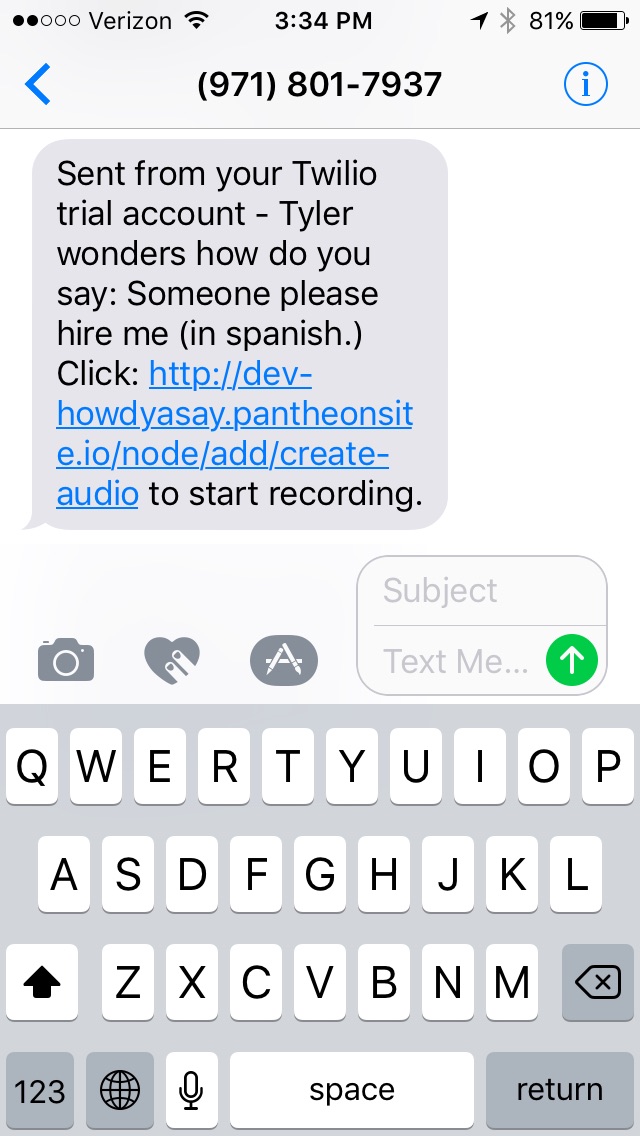 Verizon 3:34 PM 81%
(971) 801-7937
Sent from your Twilio
trial account - Tyler
wonders how do you
say: Someone please
hire me (in spanish.)
Click: http://dev-
howdyasay.pantheonsit
e.io/node/add/create-
audio to start recording.
Subject
Text Me...
Q W E R T Y U I O P
A S D F G H J K L
Z X C V B N M
123 space return